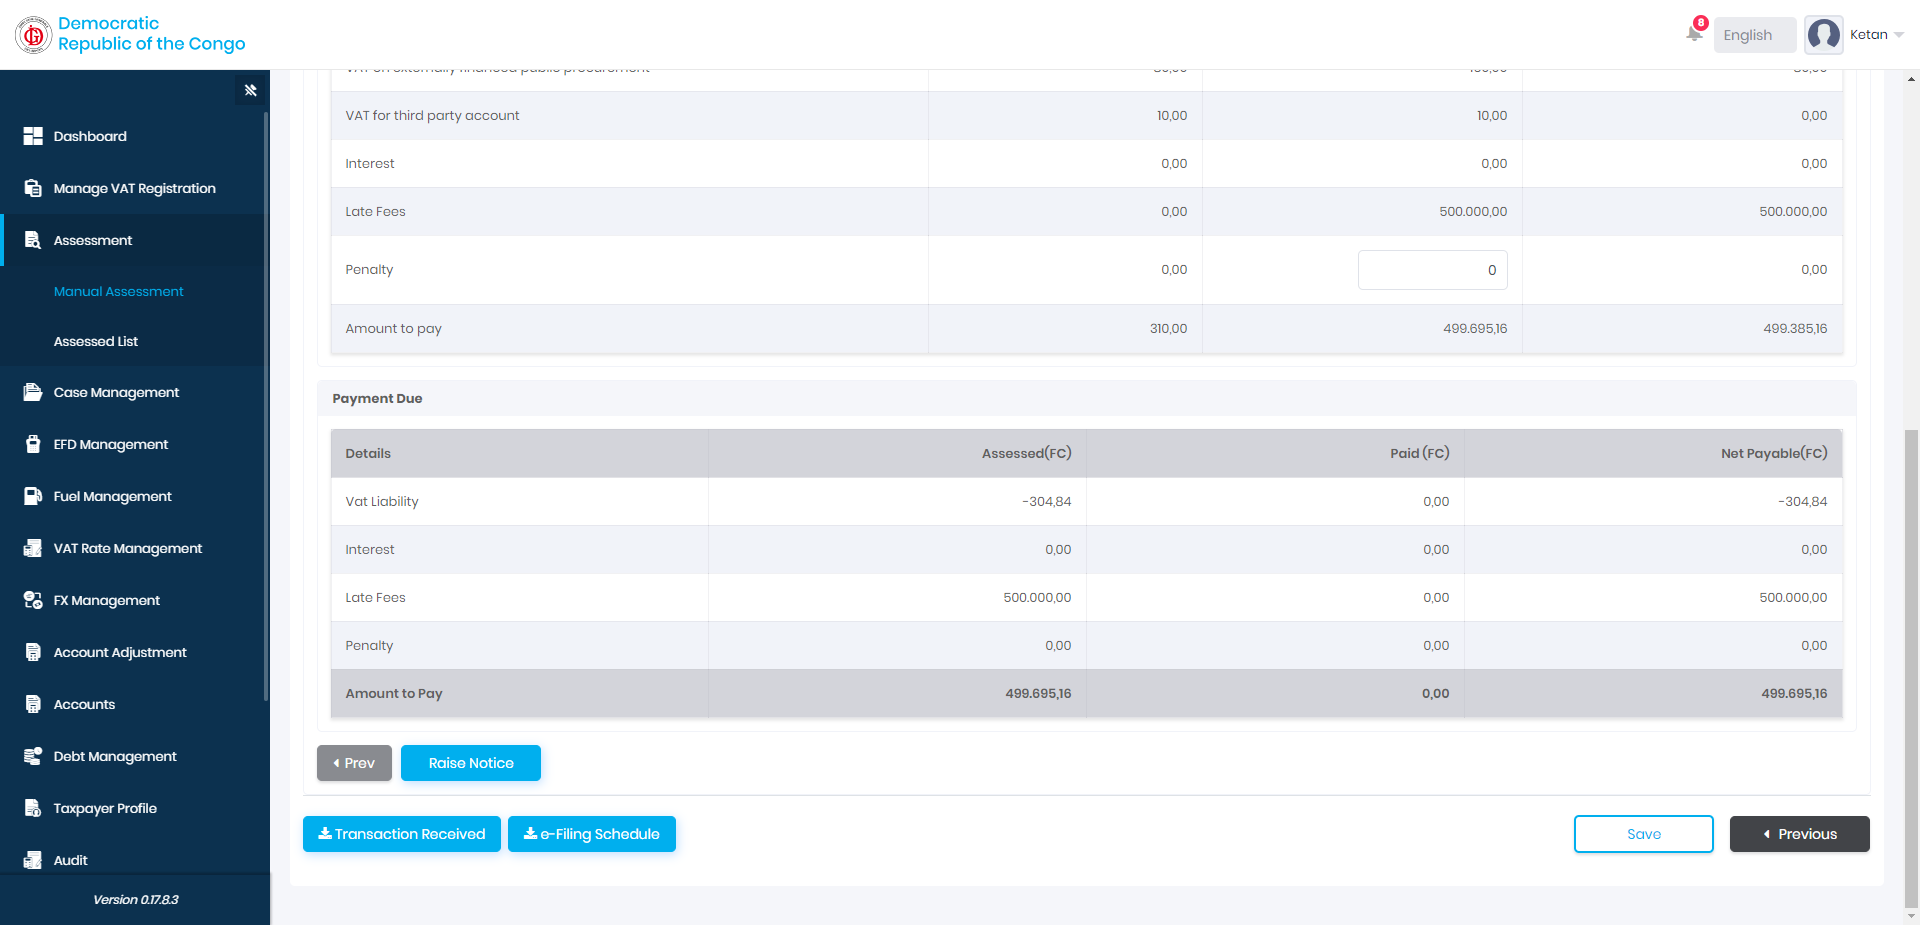 Democratic
Republic of the Congo
8
English
Ketan
Dashboard
Manage VAT Registration
Assessment
Manual Assessment
Assessed List
Case Management
EFD Management
Fuel Management
VAT Rate Management
FX Management
Account Adjustment
Accounts
Debt Management
Taxpayer Profile
Audit
Version 0.17.8.3
VAT for third party account 10,00 10,00 0,00
Interest 0,00 0,00 0,00
Late Fees 0,00 500.000,00 500.000,00
Penalty 0,00 0 0,00
Amount to pay 310,00 499.695,16 499.385,16
Payment Due
Details Assessed(FC) Paid (FC) Net Payable(FC)
Vat Liability -304,84 0,00 -304,84
Interest 0,00 0,00 0,00
Late Fees 500.000,00 0,00 500.000,00
Penalty 0,00 0,00 0,00
Amount to Pay 499.695,16 0,00 499.695,16
Prev Raise Notice
Transaction Received e-Filing Schedule Save Previous